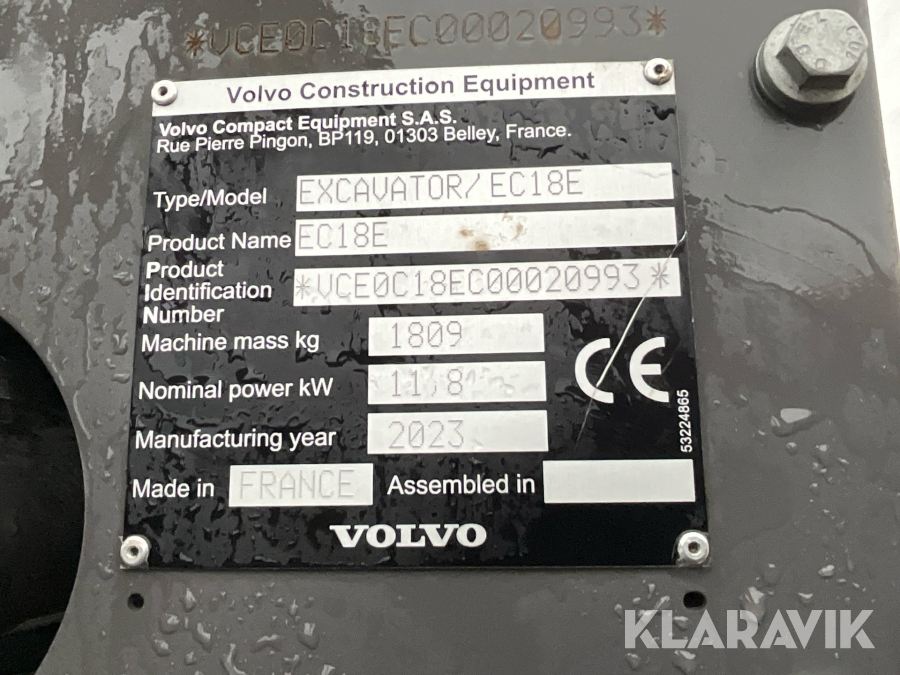 *VCE0C18EC00020993*
Volvo Construction Equipment
Volvo Compact Equipment S.A.S.
Rue Pierre Pingon, BP119, 01303 Belley, France.
Type/Model EXCAVATOR/EC18E
Product Name EC18E
Product
Identification *VCE0C18EC00020993*
Number
Machine mass kg 1809
Nominal power kW 11,8
CE
Manufacturing year 2023
53224865
Made in FRANCE Assembled in
VOLVO
KLARAVIK